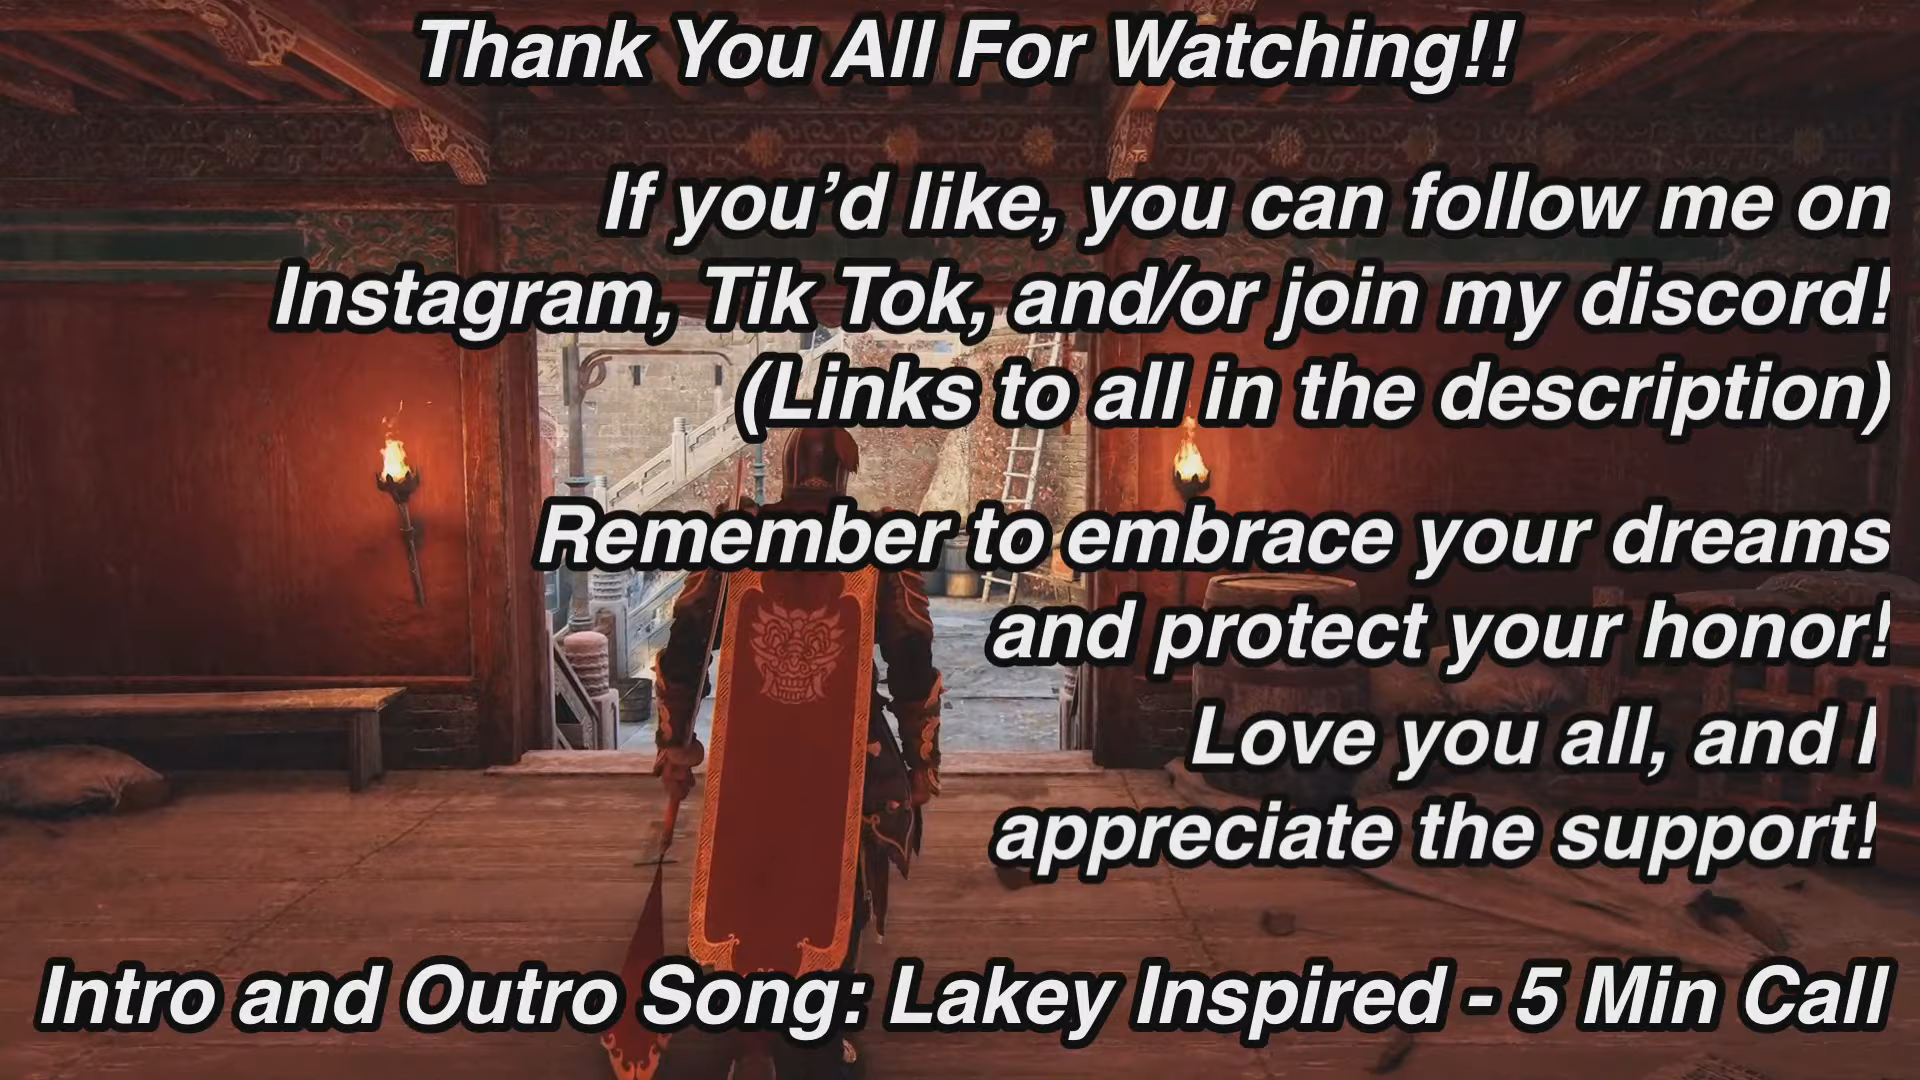 Thank You All For Watching!!
If you’d like, you can follow me on
Instagram, Tik Tok, and/or join my discord!
(Links to all in the description)
Remember to embrace your dreams
and protect your honor!
Love you all, and I
appreciate the support!
Intro and Outro Song: Lakey Inspired - 5 Min Call